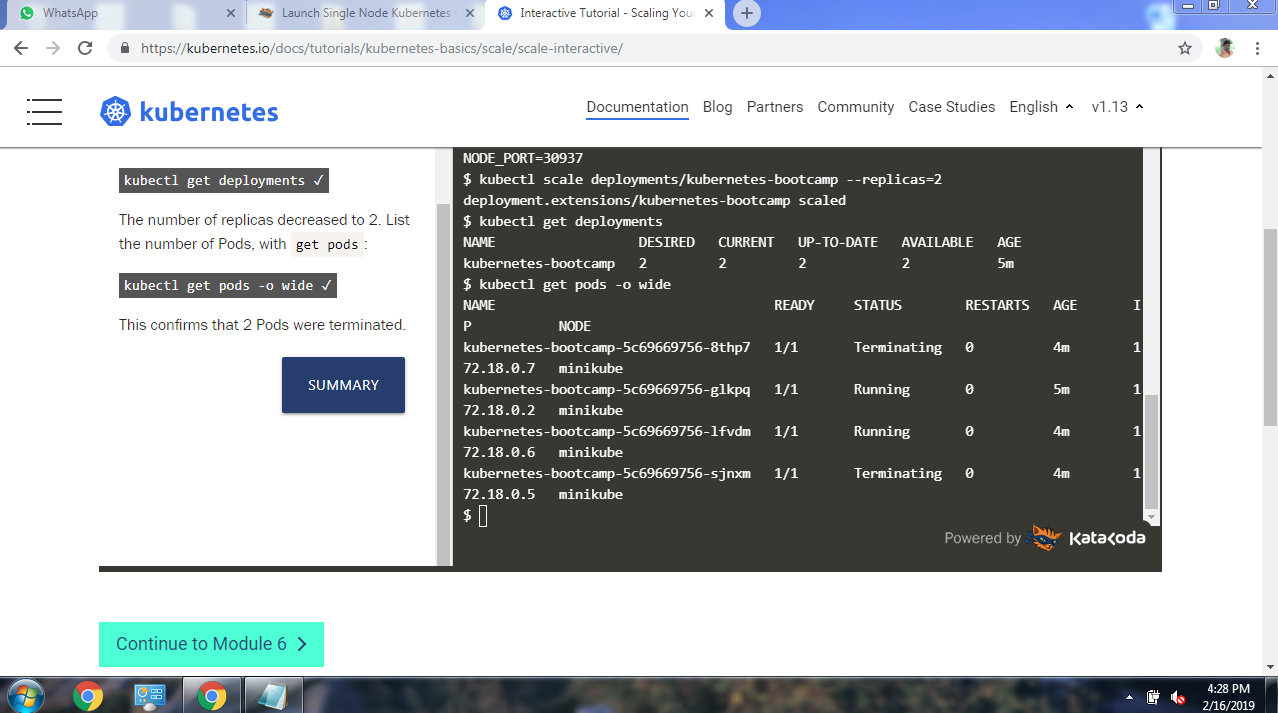 WhatsApp
Launch Single Node Kubernetes
Interactive Tutorial - Scaling You
https://kubernetes.io/docs/tutorials/kubernetes-basics/scale/scale-interactive/
kubernetes
Documentation Blog Partners Community Case Studies English v1.13
kubectl get deployments ✓
The number of replicas decreased to 2. List
the number of Pods, with get pods :
kubectl get pods -o wide ✓
This confirms that 2 Pods were terminated.
SUMMARY
NODE_PORT=30937
$ kubectl scale deployments/kubernetes-bootcamp --replicas=2
deployment.extensions/kubernetes-bootcamp scaled
$ kubectl get deployments
NAME DESIRED CURRENT UP-TO-DATE AVAILABLE AGE
kubernetes-bootcamp 2 2 2 2 5m
$ kubectl get pods -o wide
NAME READY STATUS RESTARTS AGE I
P NODE
kubernetes-bootcamp-5c69669756-8thp7 1/1 Terminating 0 4m 1
72.18.0.7 minikube
kubernetes-bootcamp-5c69669756-glkpq 1/1 Running 0 5m 1
72.18.0.2 minikube
kubernetes-bootcamp-5c69669756-lfvdm 1/1 Running 0 4m 1
72.18.0.6 minikube
kubernetes-bootcamp-5c69669756-sjnxm 1/1 Terminating 0 4m 1
72.18.0.5 minikube
$
Powered by Katakoda
Continue to Module 6
4:28 PM
2/16/2019